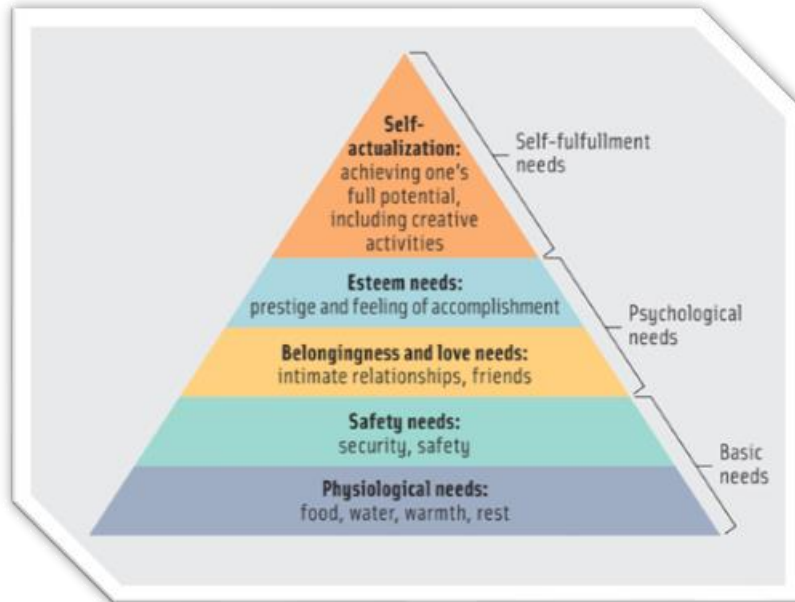 Self-
actualization:
achieving one's
full potential,
including creative
activities
Self-fulfullment
needs
Esteem needs:
prestige and feeling of accomplishment
Psychological
needs
Belongingness and love needs:
intimate relationships, friends
Safety needs:
security, safety
Basic
needs
Physiological needs:
food, water, warmth, rest